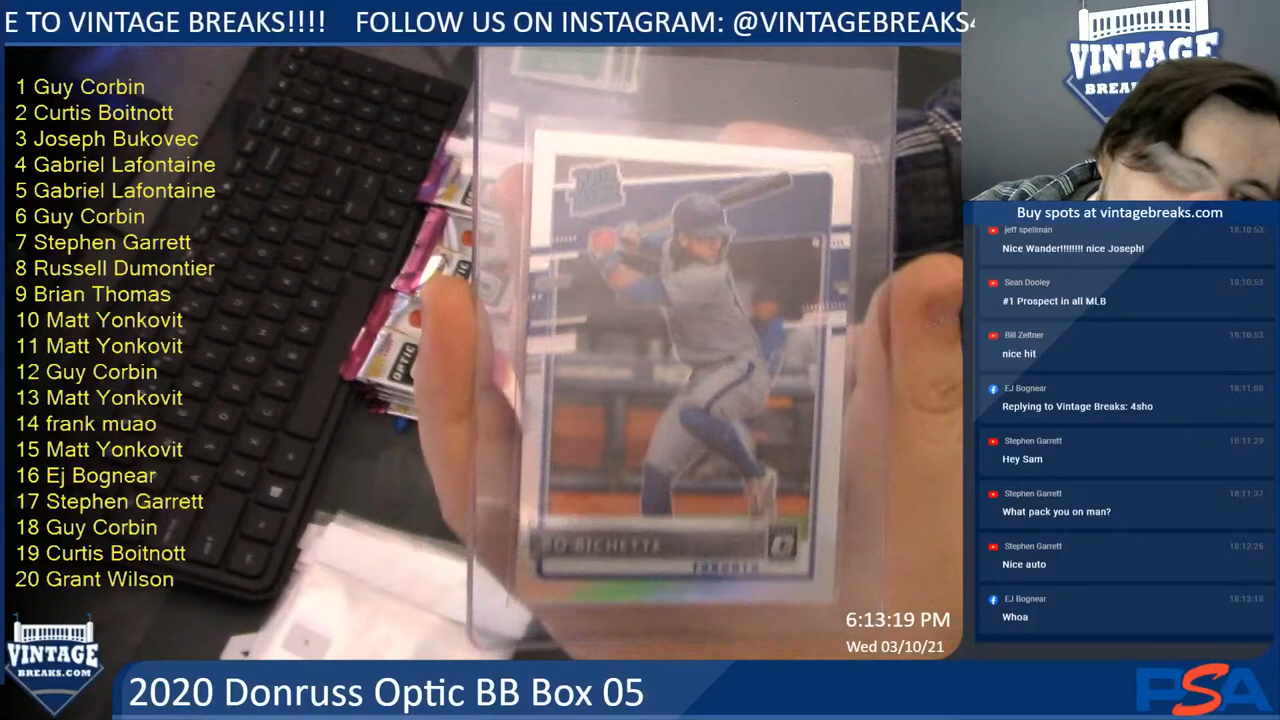 E TO VINTAGE BREAKS!!!! FOLLOW US ON INSTAGRAM: @VINTAGEBREAKS
1 Guy Corbin
2 Curtis Boitnott
3 Joseph Bukovec
4 Gabriel Lafontaine
5 Gabriel Lafontaine
6 Guy Corbin
7 Stephen Garrett
8 Russell Dumontier
9 Brian Thomas
10 Matt Yonkovit
11 Matt Yonkovit
12 Guy Corbin
13 Matt Yonkovit
14 frank muao
15 Matt Yonkovit
16 Ej Bognear
17 Stephen Garrett
18 Guy Corbin
19 Curtis Boitnott
20 Grant Wilson
OPTIC
BO BICHETTE
TORONTO
VINTAGE
BREA
Buy spots at vintagebreaks.com
jeff spellman 18:10:53
Nice Wander!!!!!!!! nice Joseph!
Sean Dooley 18:10:53
#1 Prospect in all MLB
Bill Zeltner 18:10:53
nice hit
EJ Bognear 18:11:08
Replying to Vintage Breaks: 4sho
Stephen Garrett 18:11:29
Hey Sam
Stephen Garrett 18:11:37
What pack you on man?
Stephen Garrett 18:12:26
Nice auto
EJ Bognear 18:13:18
Whoa
6:13:19 PM
Wed 03/10/21
VINTAGE
BREAKS.COM
2020 Donruss Optic BB Box 05
PSA